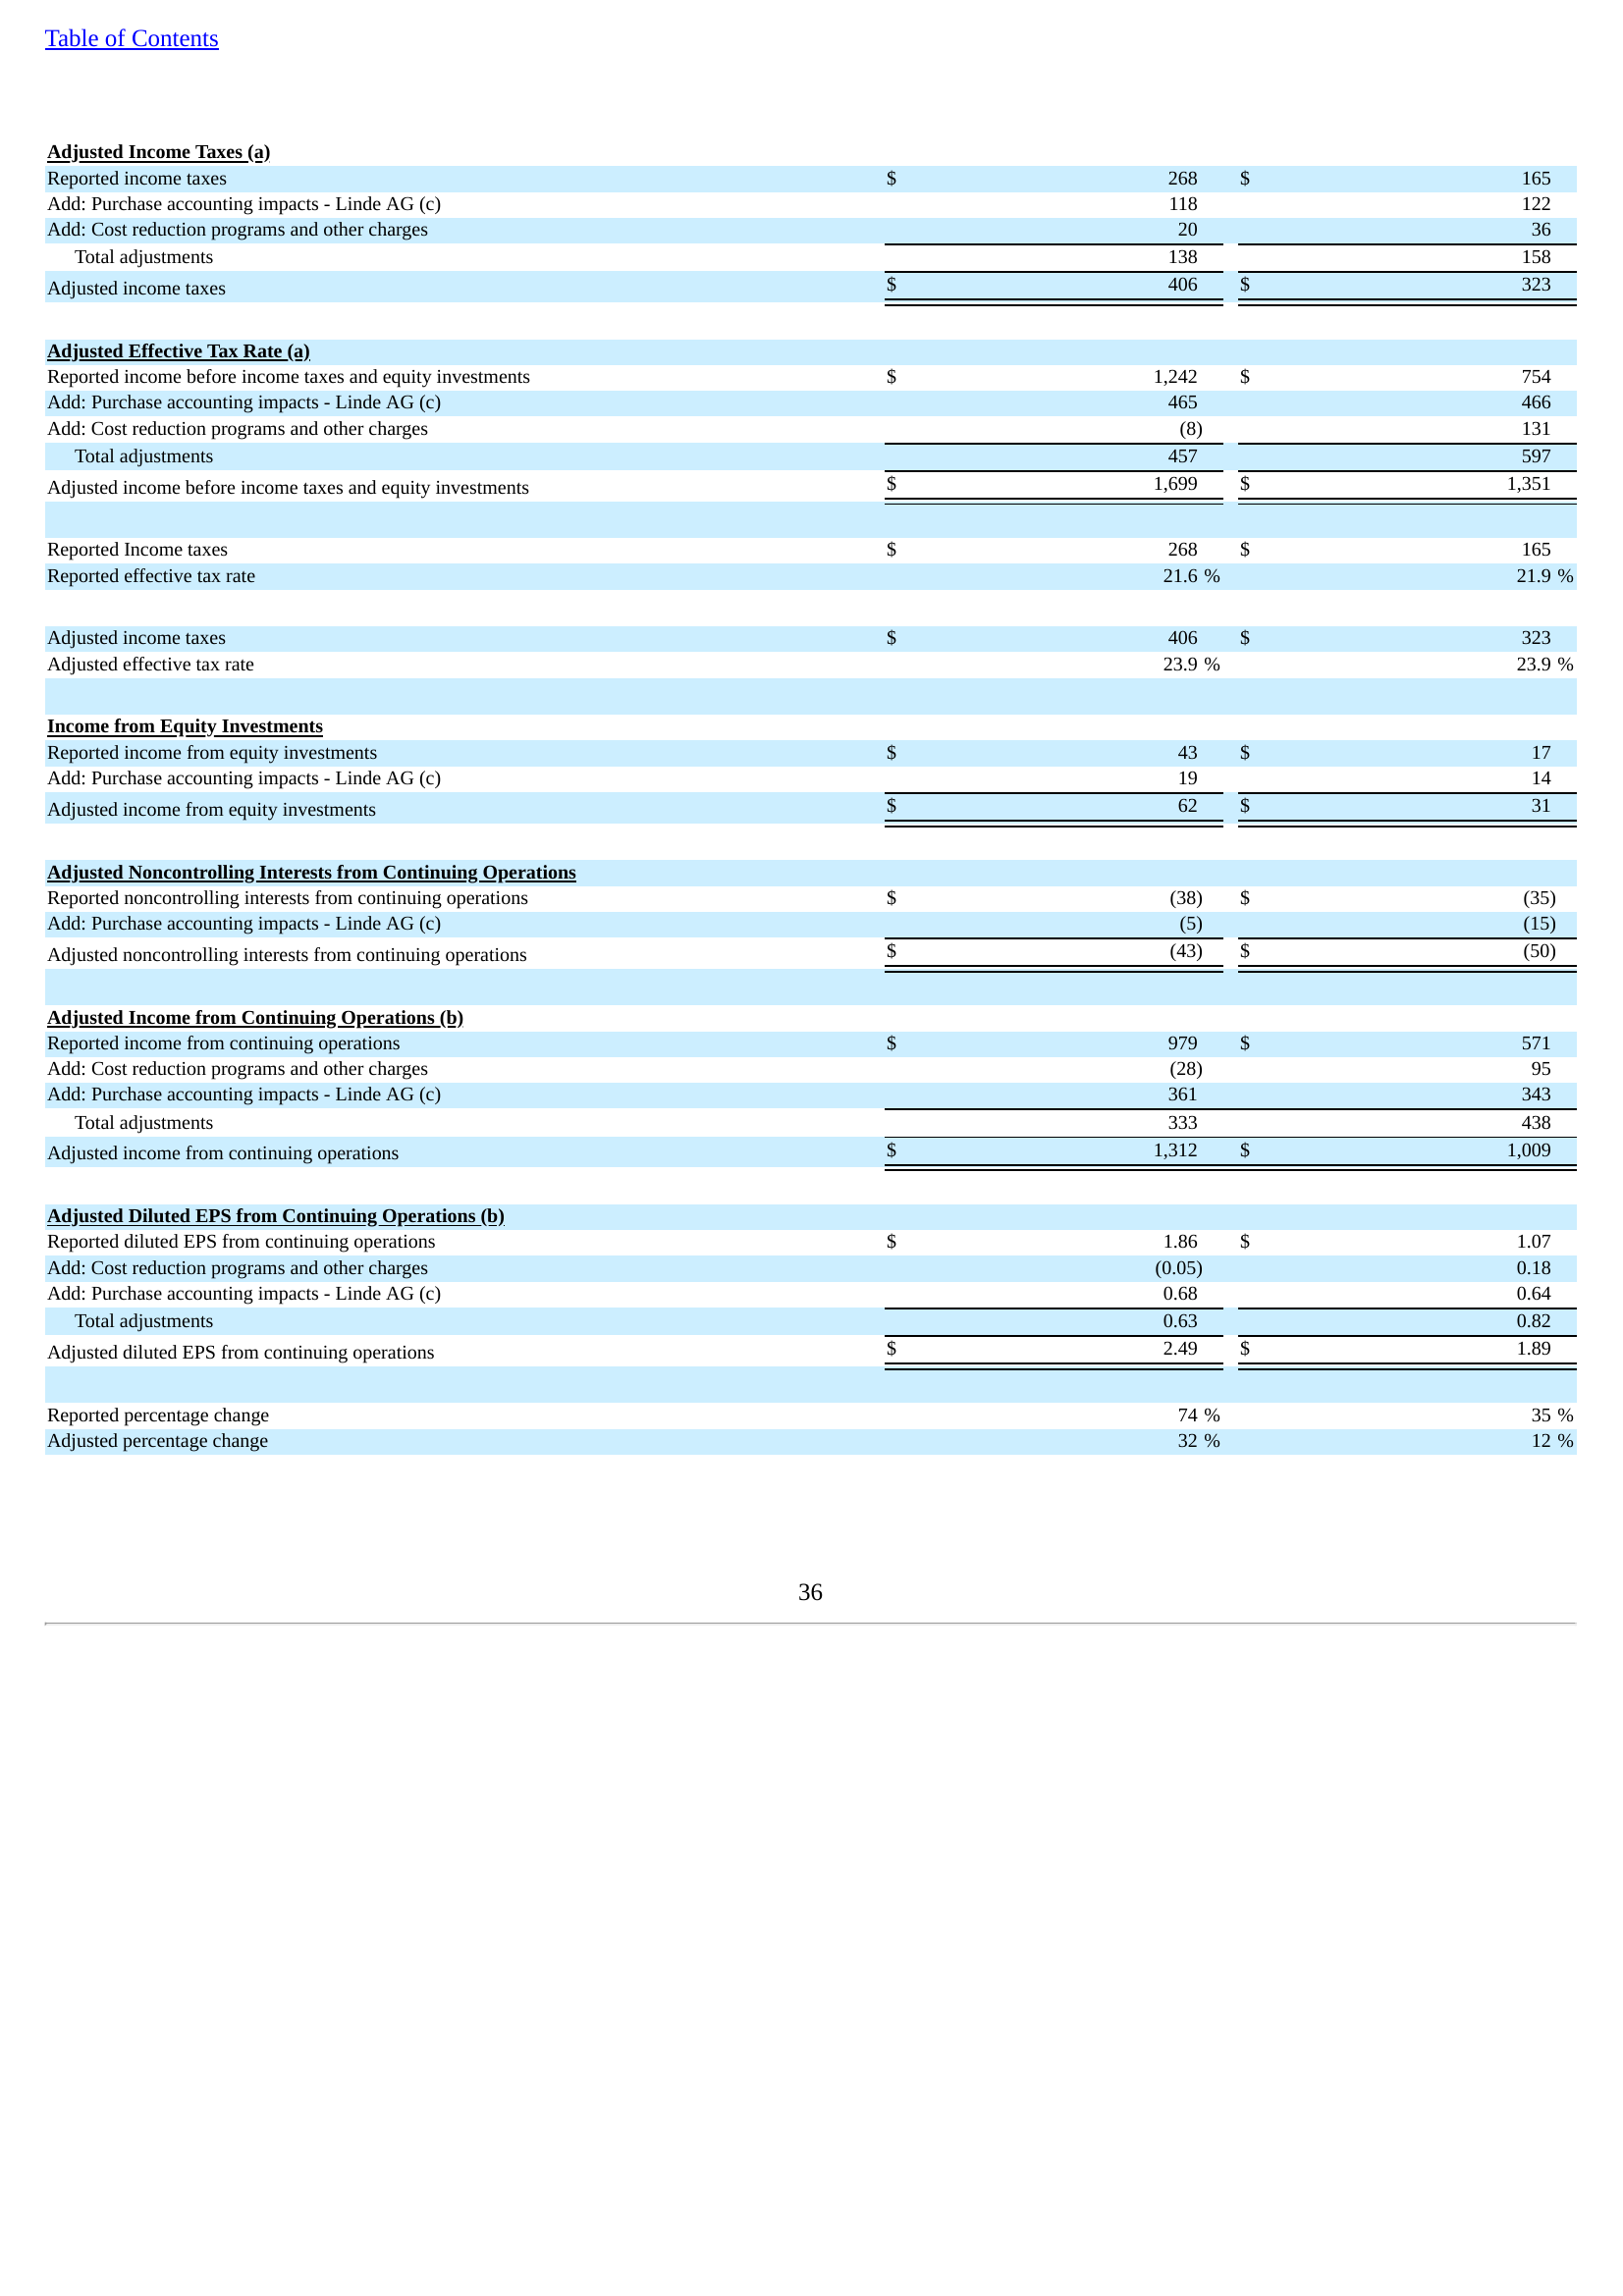 Table of Contents
Adjusted Income Taxes (a)
Reported income taxes $ 268 $ 165
Add: Purchase accounting impacts - Linde AG (c) 118 122
Add: Cost reduction programs and other charges 20 36
Total adjustments 138 158
Adjusted income taxes $ 406 $ 323
Adjusted Effective Tax Rate (a)
Reported income before income taxes and equity investments $ 1,242 $ 754
Add: Purchase accounting impacts - Linde AG (c) 465 466
Add: Cost reduction programs and other charges (8) 131
Total adjustments 457 597
Adjusted income before income taxes and equity investments $ 1,699 $ 1,351
Reported Income taxes $ 268 $ 165
Reported effective tax rate 21.6 % 21.9 %
Adjusted income taxes $ 406 $ 323
Adjusted effective tax rate 23.9 % 23.9 %
Income from Equity Investments
Reported income from equity investments $ 43 $ 17
Add: Purchase accounting impacts - Linde AG (c) 19 14
Adjusted income from equity investments $ 62 $ 31
Adjusted Noncontrolling Interests from Continuing Operations
Reported noncontrolling interests from continuing operations $ (38) $ (35)
Add: Purchase accounting impacts - Linde AG (c) (5) (15)
Adjusted noncontrolling interests from continuing operations $ (43) $ (50)
Adjusted Income from Continuing Operations (b)
Reported income from continuing operations $ 979 $ 571
Add: Cost reduction programs and other charges (28) 95
Add: Purchase accounting impacts - Linde AG (c) 361 343
Total adjustments 333 438
Adjusted income from continuing operations $ 1,312 $ 1,009
Adjusted Diluted EPS from Continuing Operations (b)
Reported diluted EPS from continuing operations $ 1.86 $ 1.07
Add: Cost reduction programs and other charges (0.05) 0.18
Add: Purchase accounting impacts - Linde AG (c) 0.68 0.64
Total adjustments 0.63 0.82
Adjusted diluted EPS from continuing operations $ 2.49 $ 1.89
Reported percentage change 74 % 35 %
Adjusted percentage change 32 % 12 %
36